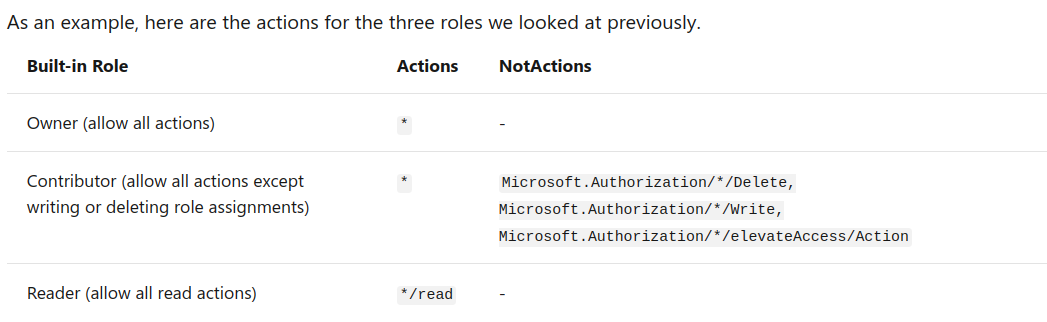 As an example, here are the actions for the three roles we looked at previously.
Built-in Role Actions NotActions
Owner (allow all actions) * -
Contributor (allow all actions except * Microsoft.Authorization/*/Delete,
writing or deleting role assignments) Microsoft.Authorization/*/Write,
Microsoft.Authorization/*/elevateAccess/Action
Reader (allow all read actions) */read -